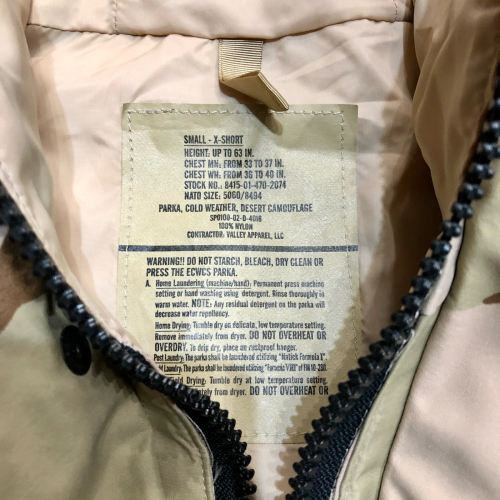 SMALL - X-SHORT
HEIGHT: UP TO 63 IN.
CHEST MN: FROM 33 TO 37 IN.
CHEST WN: FROM 36 TO 40 IN.
STOCK NO.: 8415-01-470-2074
NATO SIZE: 5060/8494
PARKA, COLD WEATHER, DESERT CAMOUFLAGE
SPO100-02-D-4016
100% NYLON
CONTRACTOR: VALLEY APPAREL, LLC
WARNING!! DO NOT STARCH, BLEACH, DRY CLEAN OR
PRESS THE ECWCS PARKA.
A. Home Laundering (machine/hand): Permanent press machine
setting or hand washing using detergent. Rinse thoroughly in
warm water. NOTE: Any residual detergent on the parka will
decrease water repellency.
Home Drying: Tumble dry on delicate, low temperature setting.
Remove immediately from dryer. DO NOT OVERHEAT OR
OVERDRY. To drip dry, place on rustproof hanger.
Post Laundry: The parka shall be laundered utilizing "Natick Formula I".
Laundry: The parka shall be laundered utilizing of FM 10-280.
Field Drying: Tumble dry at low temperature setting.
from dryer. DO NOT OVERHEAT OR